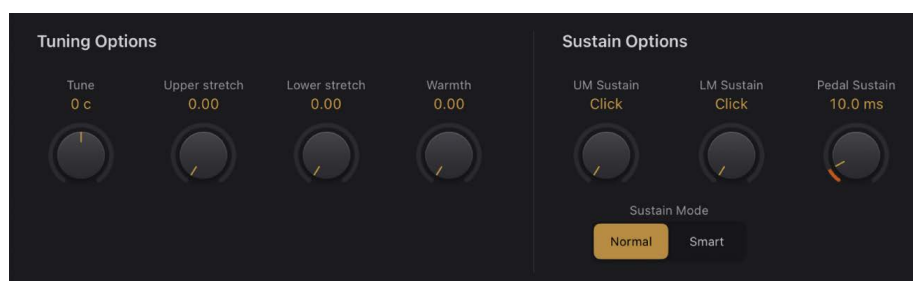 Tuning Options
Tune
0 c
Upper stretch
0.00
Lower stretch
0.00
Warmth
0.00
Sustain Options
UM Sustain
Click
LM Sustain
Click
Pedal Sustain
10.0 ms
Sustain Mode
Normal
Smart